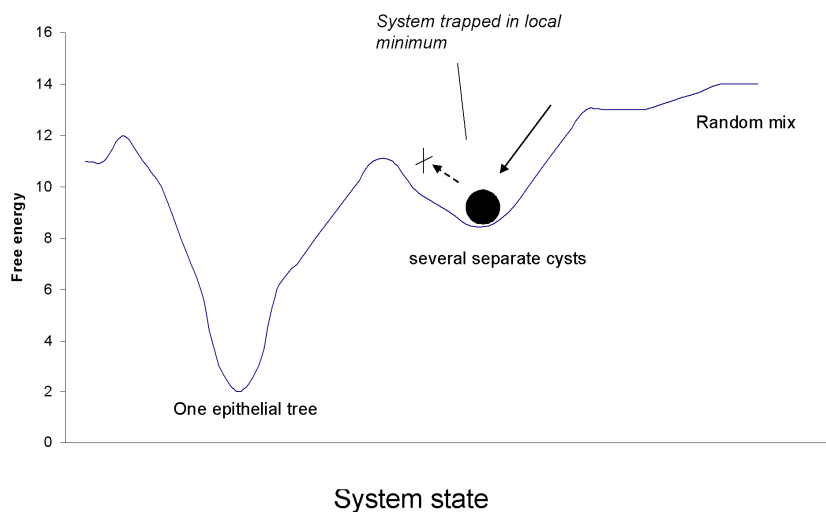 System trapped in local
minimum
16
14
12
10
8
6
4
2
0
Free energy
Random mix
several separate cysts
One epithelial tree
System state